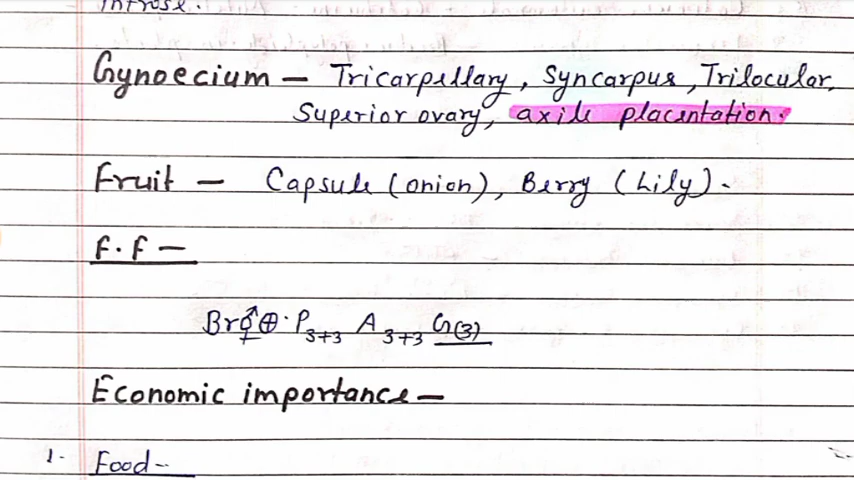 Introse.
Gynoecium — Tricarpellary, Syncarpus, Trilocular,
Superior ovary, axile placentation.
Fruit — Capsule (onion), Berry (Lily).
F.F —
Br⚥⊕. P3+3 A3+3 G(3)
Economic importance —
1. Food-